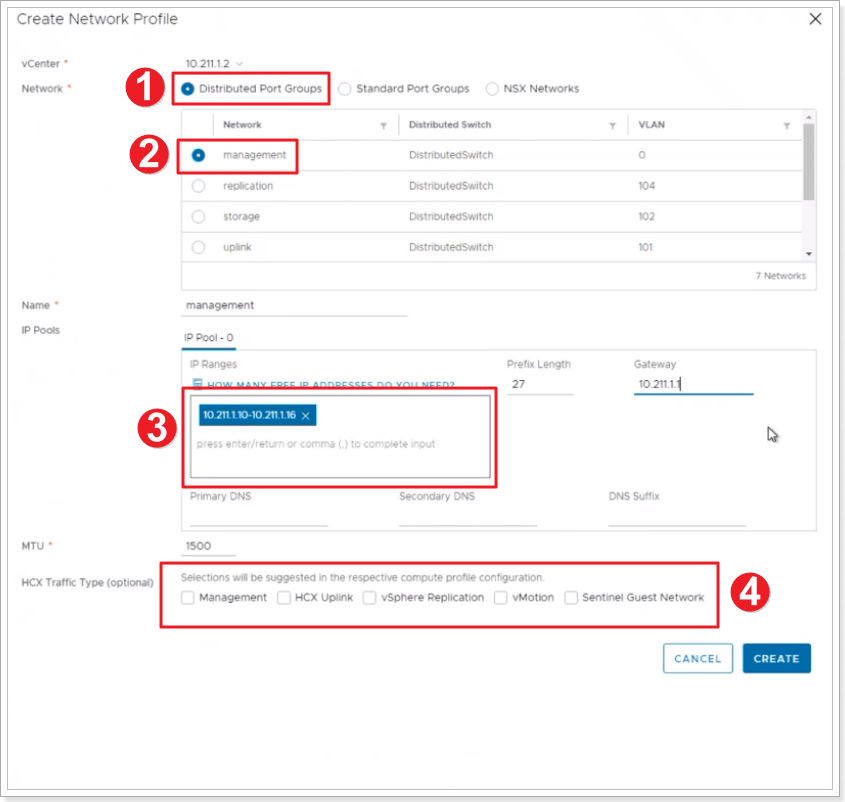 Create Network Profile
vCenter * 10.211.1.2
Network * 1 Distributed Port Groups Standard Port Groups NSX Networks
Network Distributed Switch VLAN
2 management DistributedSwitch 0
replication DistributedSwitch 104
storage DistributedSwitch 102
uplink DistributedSwitch 101
7 Networks
Name * management
IP Pools
IP Pool - 0
IP Ranges Prefix Length Gateway
HOW MANY FREE IP ADDRESSES DO YOU NEED? 27 10.211.1.1
3 10.211.1.10-10.211.1.16 ×
press enter/return or comma (,) to complete input
Primary DNS Secondary DNS DNS Suffix
MTU * 1500
HCX Traffic Type (optional) Selections will be suggested in the respective compute profile configuration.
Management HCX Uplink vSphere Replication vMotion Sentinel Guest Network 4
CANCEL CREATE